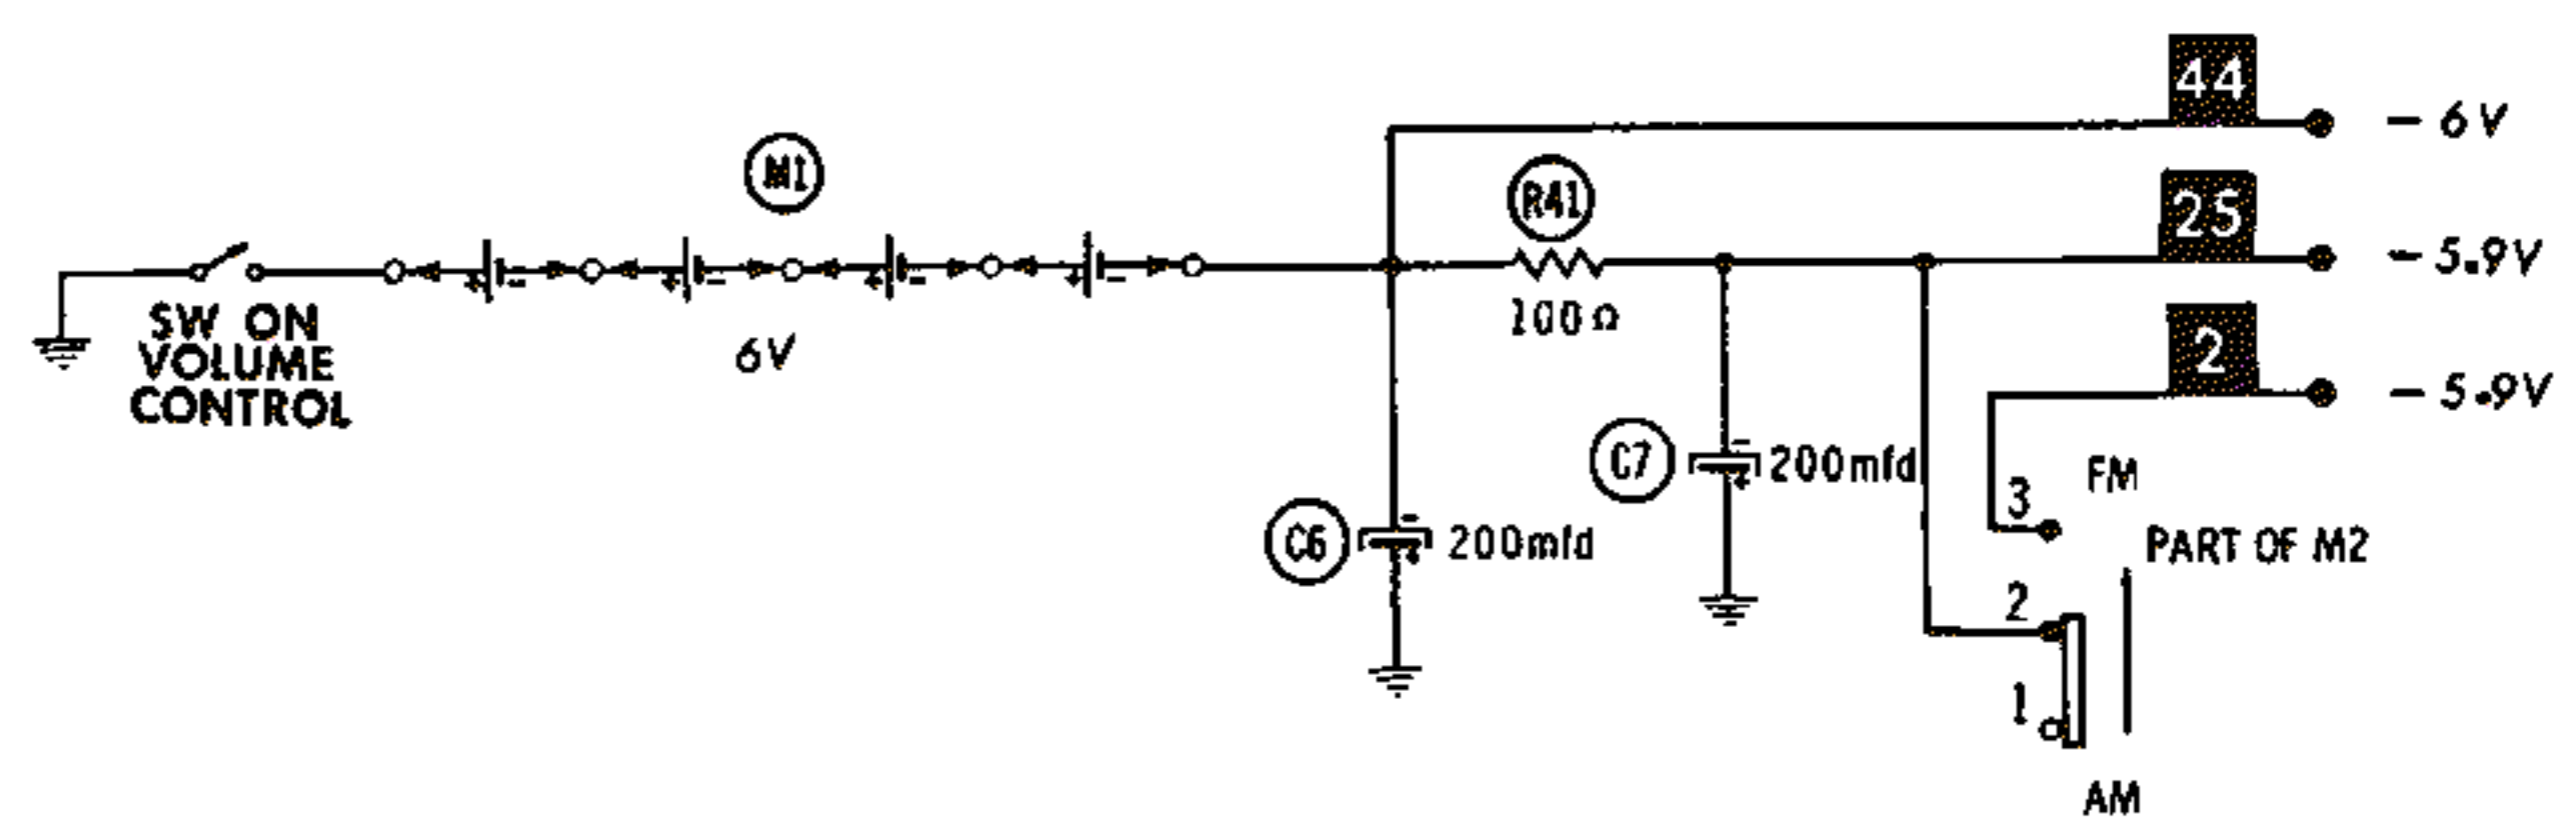 44
- 6V
M1
R41
25
- 5.9V
100Ω
SW ON
VOLUME
CONTROL
6V
2
- 5.9V
C7
200mfd
FM
3
PART OF M2
C6
200mfd
2
1
AM